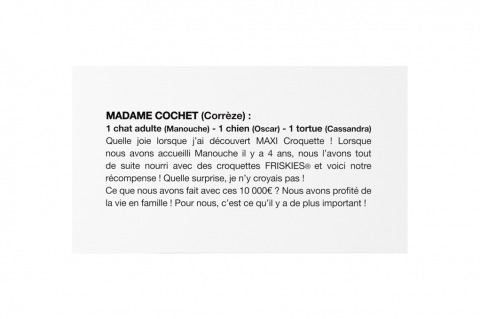 MADAME COCHET (Corrèze) :
1 chat adulte (Manouche) - 1 chien (Oscar) - 1 tortue (Cassandra)
Quelle joie lorsque j'ai découvert MAXI Croquette ! Lorsque
nous avons accueilli Manouche il y a 4 ans, nous l'avons tout
de suite nourri avec des croquettes FRISKIES® et voici notre
récompense ! Quelle surprise, je n'y croyais pas !
Ce que nous avons fait avec ces 10 000€ ? Nous avons profité de
la vie en famille ! Pour nous, c'est ce qu'il y a de plus important !